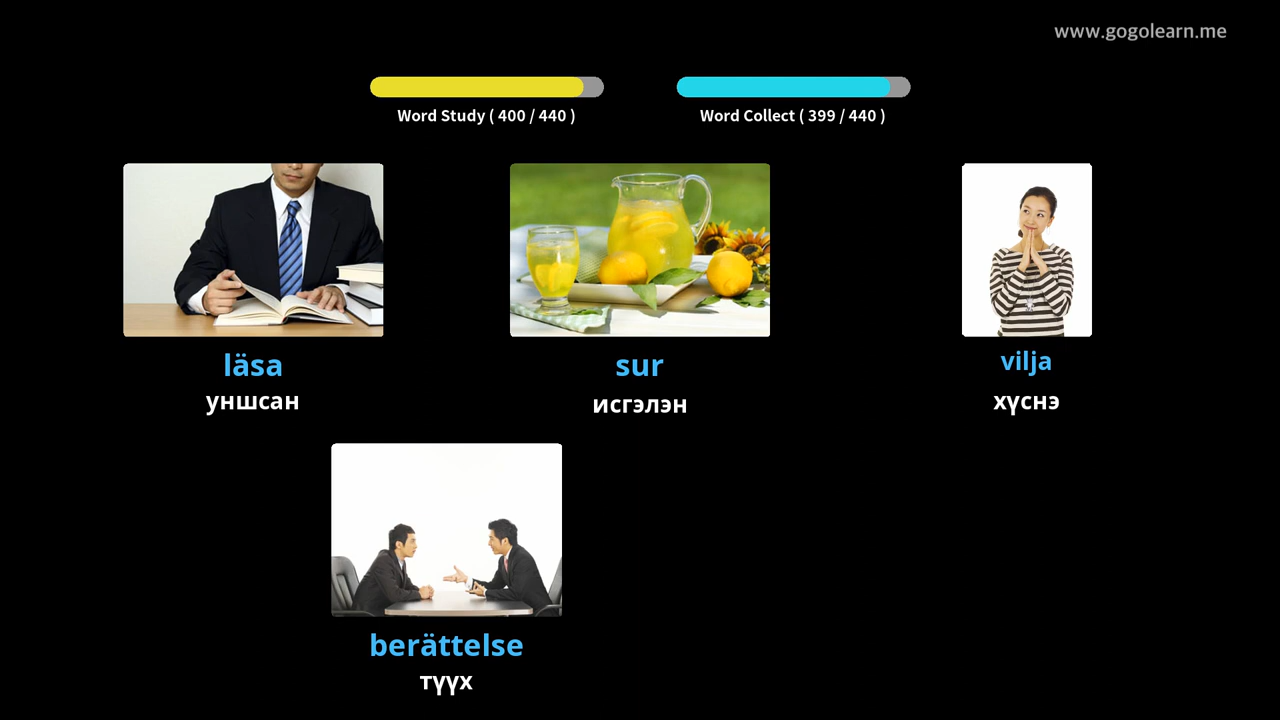 www.gogolearn.me
Word Study ( 400 / 440 )
Word Collect ( 399 / 440 )
läsa
уншсан
sur
исгэлэн
vilja
хүснэ
berättelse
түүх